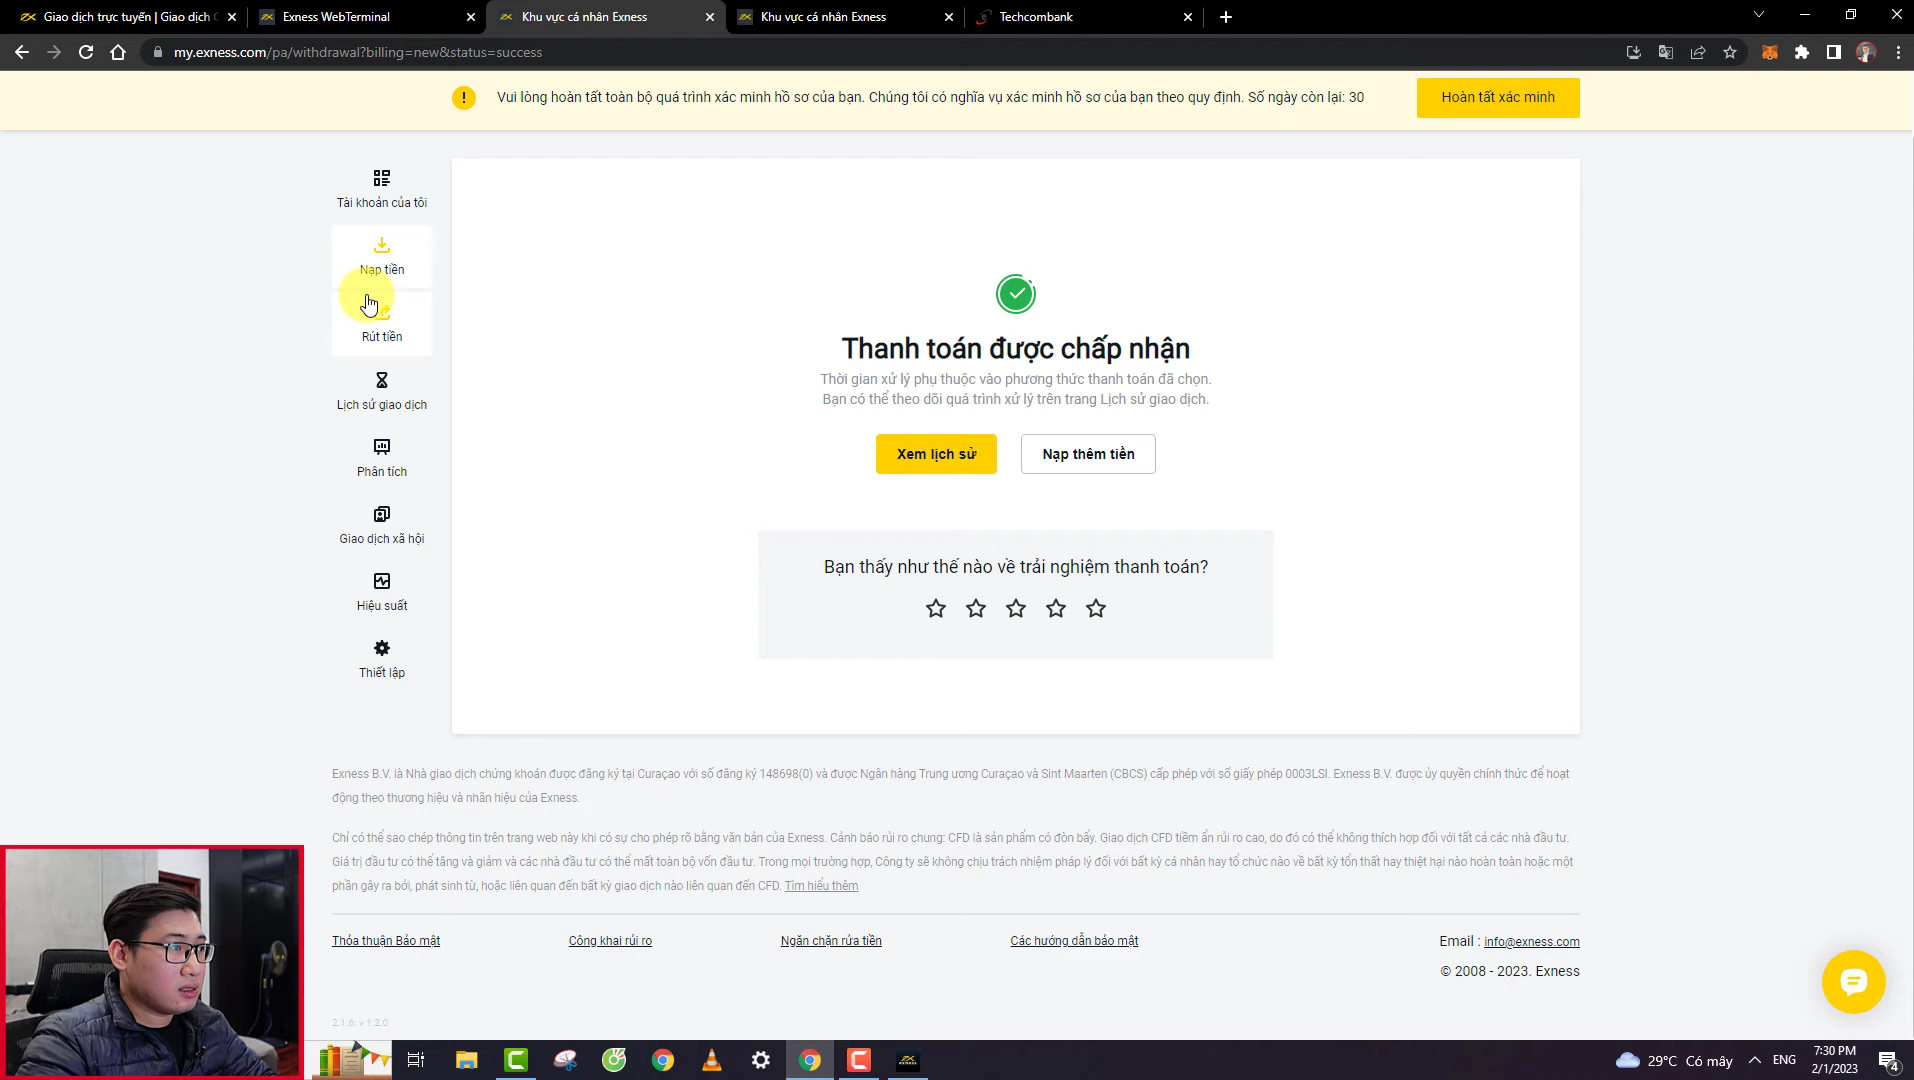 Giao dịch trực tuyến | Giao dịch
Exness WebTerminal
Khu vực cá nhân Exness
Khu vực cá nhân Exness
Techcombank
my.exness.com/pa/withdrawal?billing=new&status=success
Vui lòng hoàn tất toàn bộ quá trình xác minh hồ sơ của bạn. Chúng tôi có nghĩa vụ xác minh hồ sơ của bạn theo quy định. Số ngày còn lại: 30
Hoàn tất xác minh
Tài khoản của tôi
Nạp tiền
Rút tiền
Lịch sử giao dịch
Phân tích
Giao dịch xã hội
Hiệu suất
Thiết lập
Thanh toán được chấp nhận
Thời gian xử lý phụ thuộc vào phương thức thanh toán đã chọn.
Bạn có thể theo dõi quá trình xử lý trên trang Lịch sử giao dịch.
Xem lịch sử
Nạp thêm tiền
Bạn thấy như thế nào về trải nghiệm thanh toán?
Exness B.V. là Nhà giao dịch chứng khoán được đăng ký tại Curaçao với số đăng ký 148698(0) và được Ngân hàng Trung ương Curaçao và Sint Maarten (CBCS) cấp phép với số giấy phép 0003LSI. Exness B.V. được ủy quyền chính thức để hoạt
động theo thương hiệu và nhãn hiệu của Exness.
Chỉ có thể sao chép thông tin trên trang web này khi có sự cho phép rõ bằng văn bản của Exness. Cảnh báo rủi ro chung: CFD là sản phẩm có đòn bẩy. Giao dịch CFD tiềm ẩn rủi ro cao, do đó có thể không thích hợp đối với tất cả các nhà đầu tư.
Giá trị đầu tư có thể tăng và giảm và các nhà đầu tư có thể mất toàn bộ vốn đầu tư. Trong mọi trường hợp, Công ty sẽ không chịu trách nhiệm pháp lý đối với bất kỳ cá nhân hay tổ chức nào về bất kỳ tổn thất hay thiệt hại nào hoàn toàn hoặc một
phần gây ra bởi, phát sinh từ, hoặc liên quan đến bất kỳ giao dịch nào liên quan đến CFD. Tìm hiểu thêm
Thỏa thuận Bảo mật
Công khai rủi ro
Ngăn chặn rửa tiền
Các hướng dẫn bảo mật
Email : info@exness.com
© 2008 - 2023. Exness
2.1.6; v 1.2.0
29°C Có mây
ENG
7:30 PM
2/1/2023
4